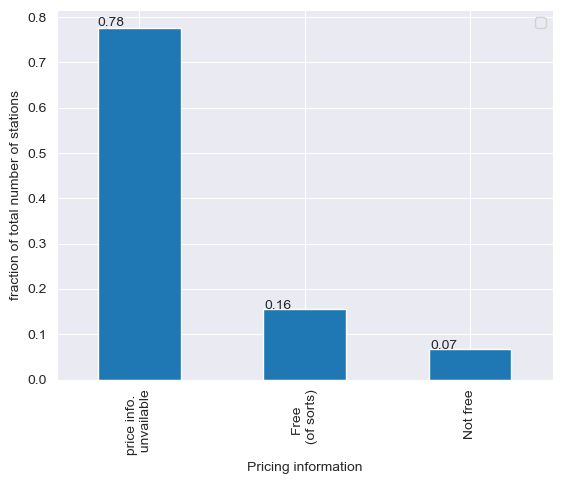 0.8
0.7
0.6
0.5
0.4
0.3
0.2
0.1
0.0
fraction of total number of stations
0.78
0.16
0.07
price info.
unvailable
Free
(of sorts)
Not free
Pricing information